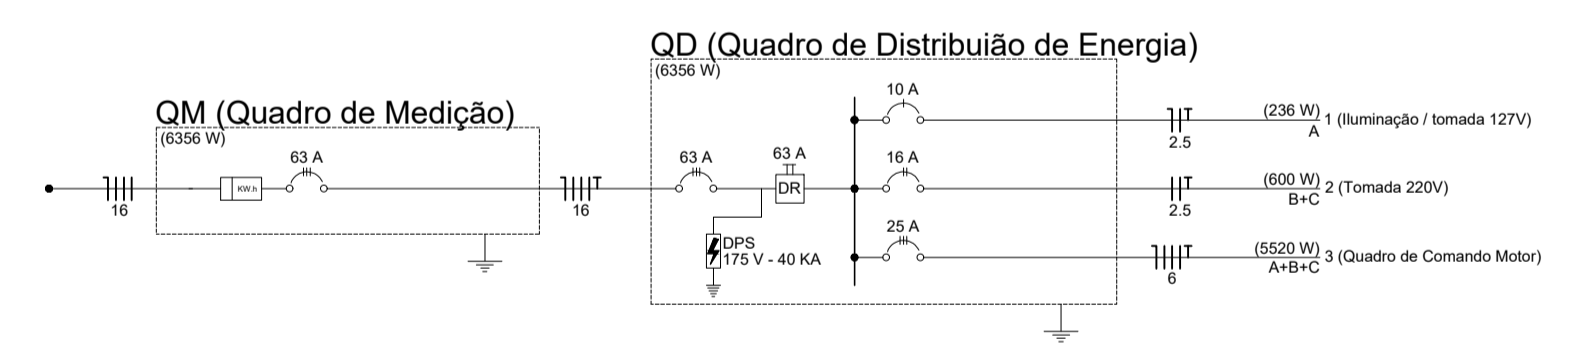 QD (Quadro de Distribuião de Energia)
(6356 W)
QM (Quadro de Medição)
(6356 W)
63 A
KW.h
16
16
63 A
63 A
DR
DPS
175 V - 40 KA
10 A
2.5
(236 W)
A
1 (Iluminação / tomada 127V)
16 A
2.5
(600 W)
B+C
2 (Tomada 220V)
25 A
6
(5520 W)
A+B+C
3 (Quadro de Comando Motor)